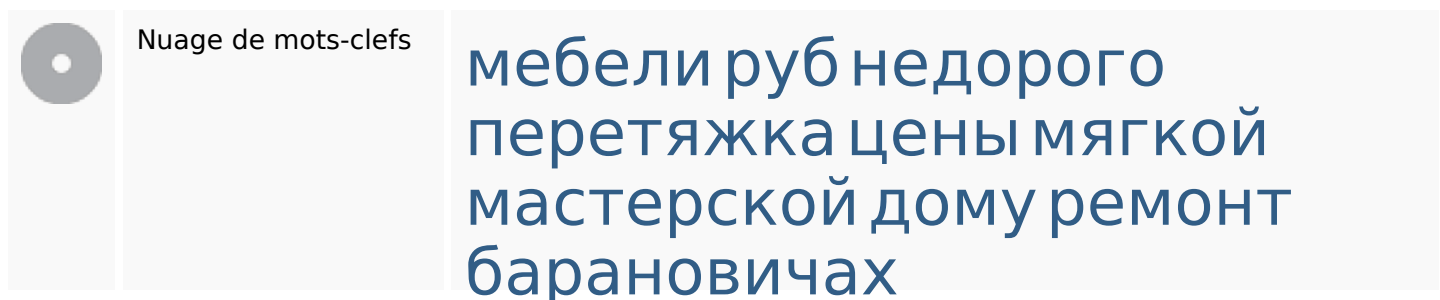 Nuage de mots-clefs
мебели руб недорого
перетяжка цены мягкой
мастерской дому ремонт
барановичах